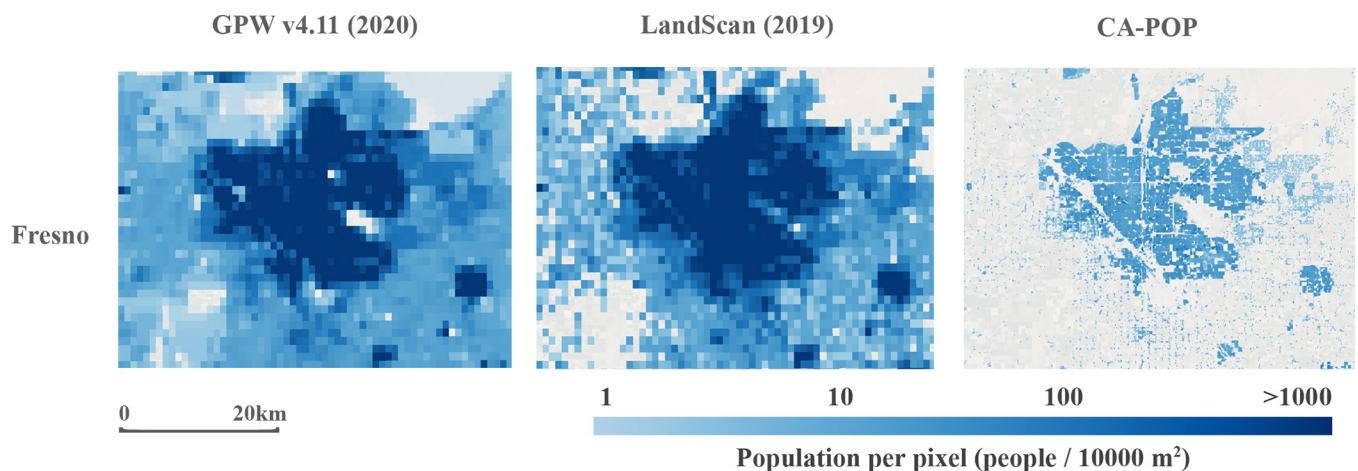 GPW v4.11 (2020) LandScan (2019) CA-POP
Fresno
0 20km
1 10 100 >1000
Population per pixel (people / 10000 m²)